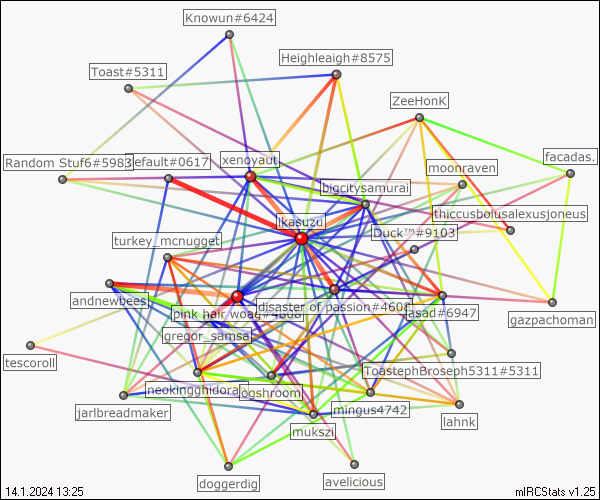 Knowun#6424
Heighleaigh#8575
Toast#5311
ZeeHonK
xenoyaut
Random Stuf6#5983
default#0617
moonraven
facadas.
bigcitysamurai
thiccusbolusalexusjoneus
ikasuzu
Duck™#9103
turkey_mcnugget
andnewbees
pink hair woag#4068
disaster of passion#4608
asad#6947
gazpachoman
gregor_samsa
tescoroll
ToastephBroseph5311#5311
neokingghidora
ogshroom
jarlbreadmaker
mingus4742
lahnk
mukszi
doggerdig
avelicious
14.1.2024 13:25
mIRCStats v1.25